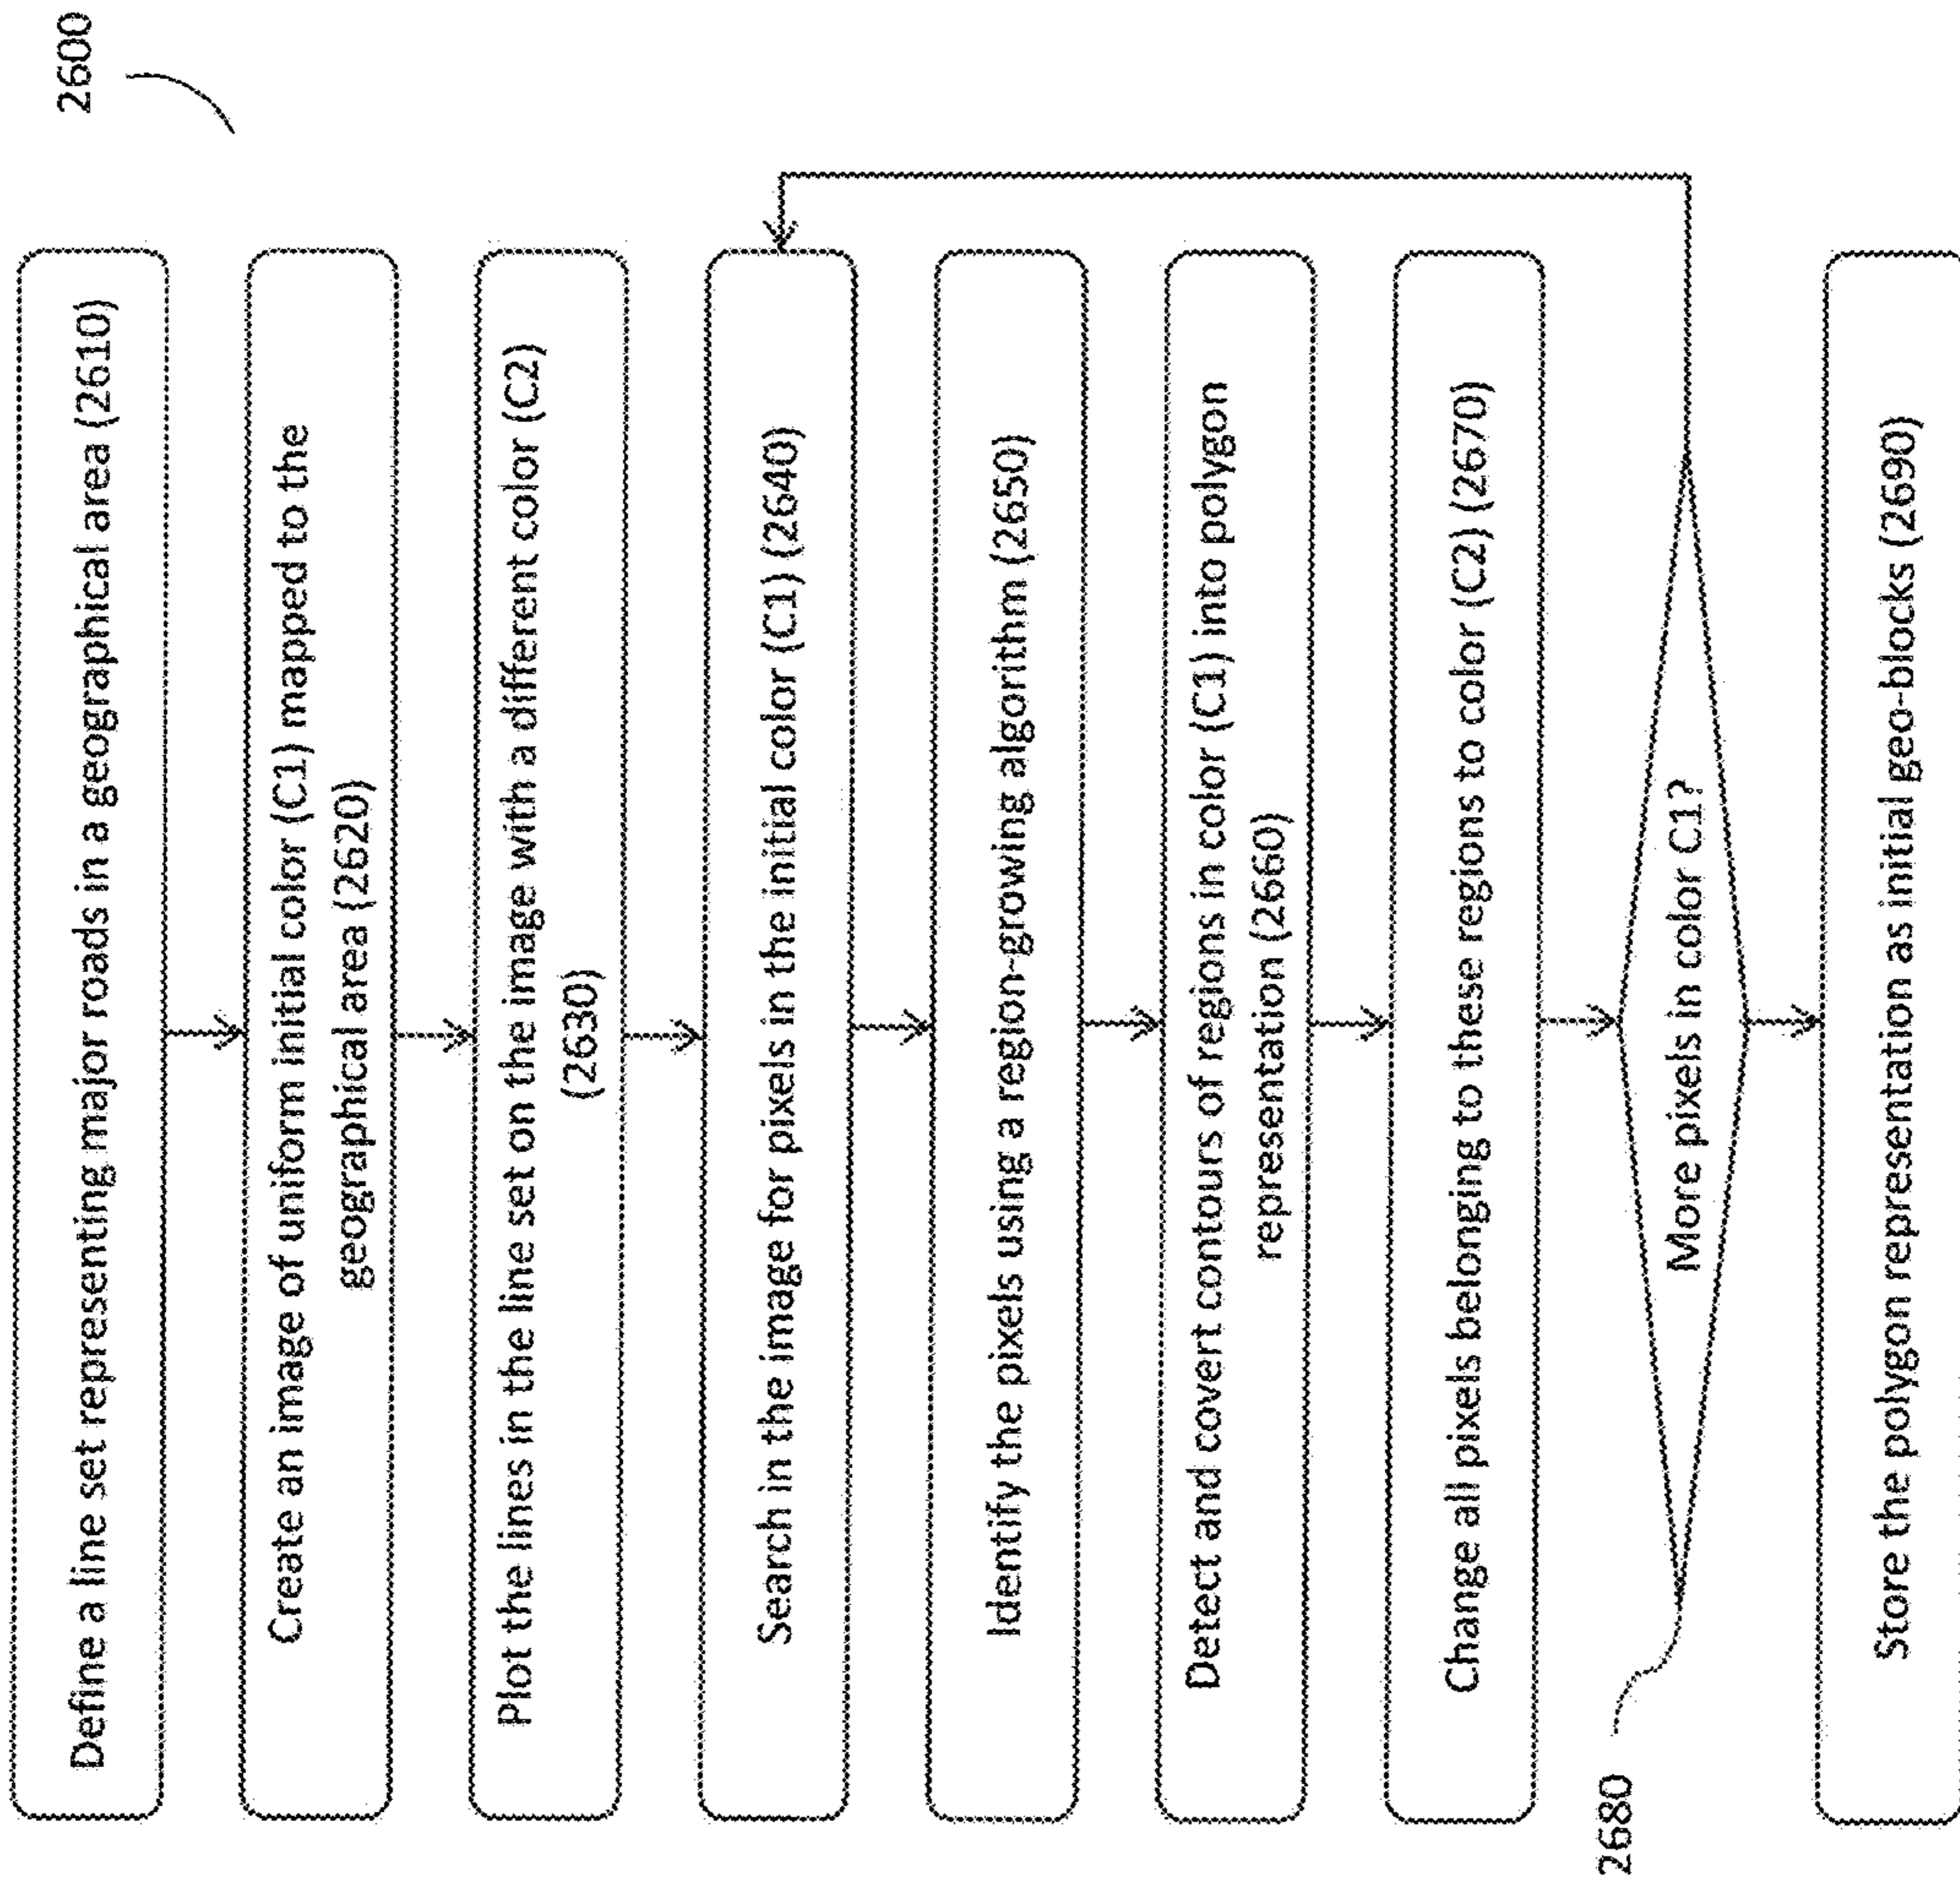 2600
Define a line set representing major roads in a geographical area (2610)
Create an image of uniform initial color (C1) mapped to the
geographical area (2620)
Plot the lines in the line set on the image with a different color (C2)
(2630)
Search in the image for pixels in the initial color (C1) (2640)
Identify the pixels using a region-growing algorithm (2650)
Detect and covert contours of regions in color (C1) into polygon
representation (2660)
Change all pixels belonging to these regions to color (C2) (2670)
2680
More pixels in color C1?
Store the polygon representation as initial geo-blocks (2690)